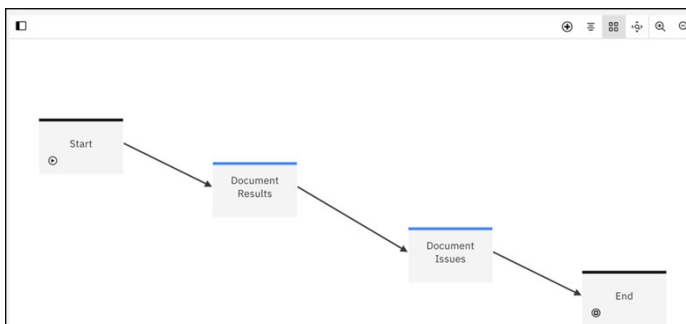 Start
Document
Results
Document
Issues
End